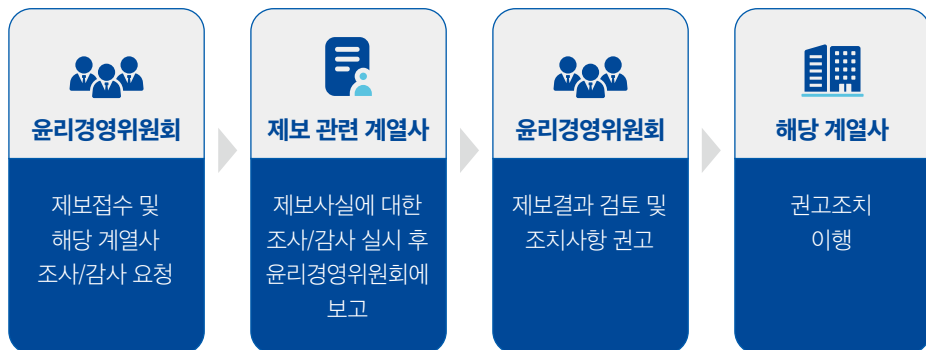 윤리경영위원회
제보접수 및
해당 계열사
조사/감사 요청
제보 관련 계열사
제보사실에 대한
조사/감사 실시 후
윤리경영위원회에
보고
윤리경영위원회
제보결과 검토 및
조치사항 권고
해당 계열사
권고조치
이행